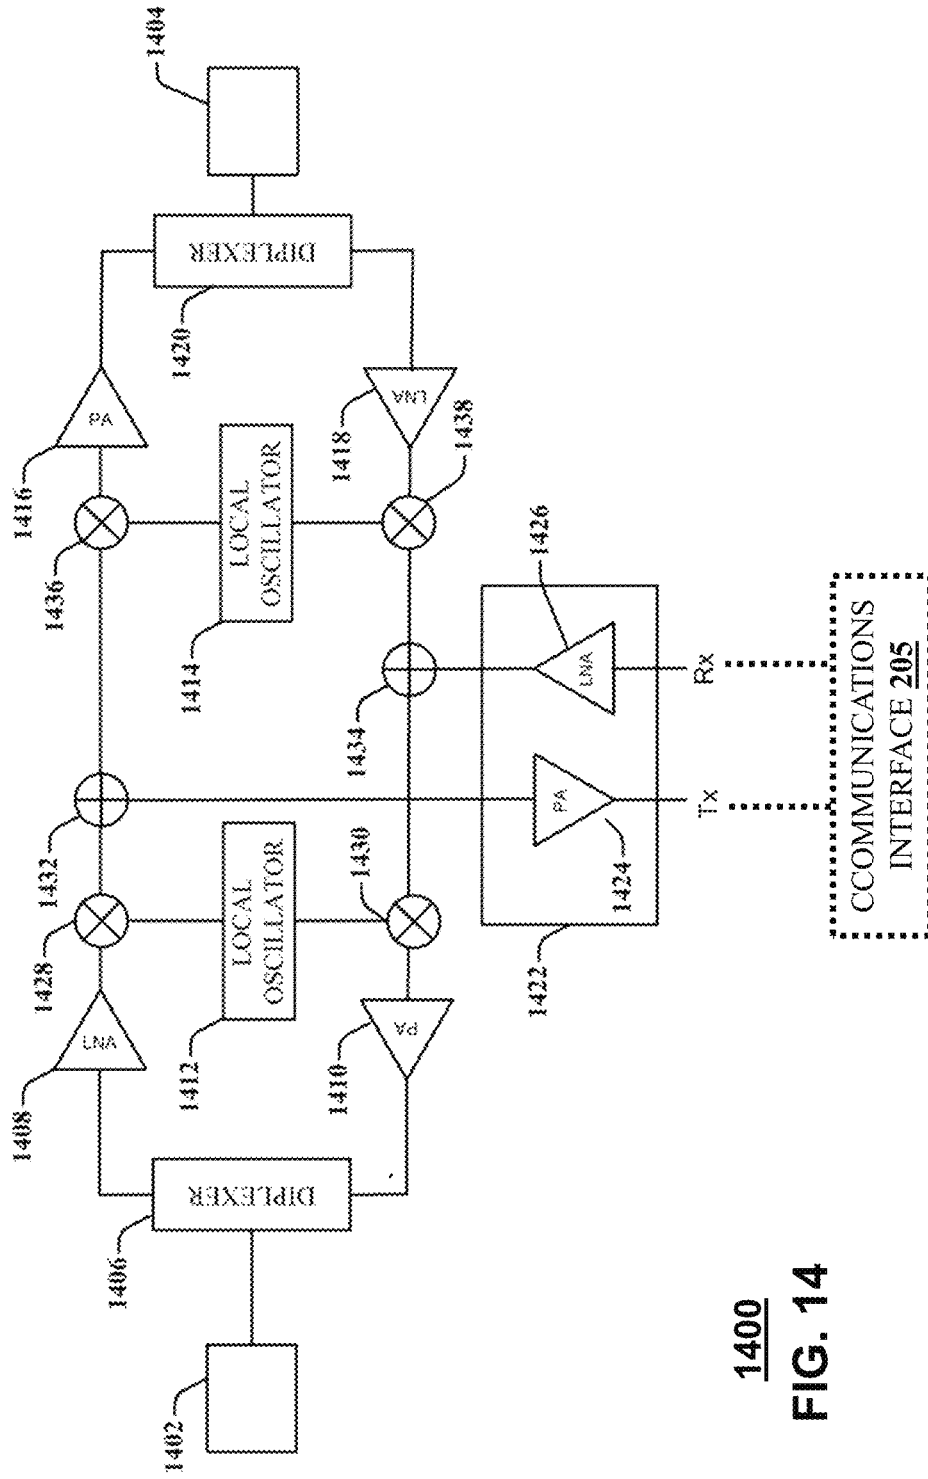 1404
1416
PA
DIPLEXER
1420
1436
LOCAL
OSCILLATOR
1414
1418
LNA
1438
1432
1434
1426
LNA
Rx
1428
LOCAL
OSCILLATOR
1412
1430
PA
1424
Tx
1422
CCOMMUNICATIONS
INTERFACE 205
1408
LNA
1410
PA
1406
DIPLEXER
1402
1400
FIG. 14